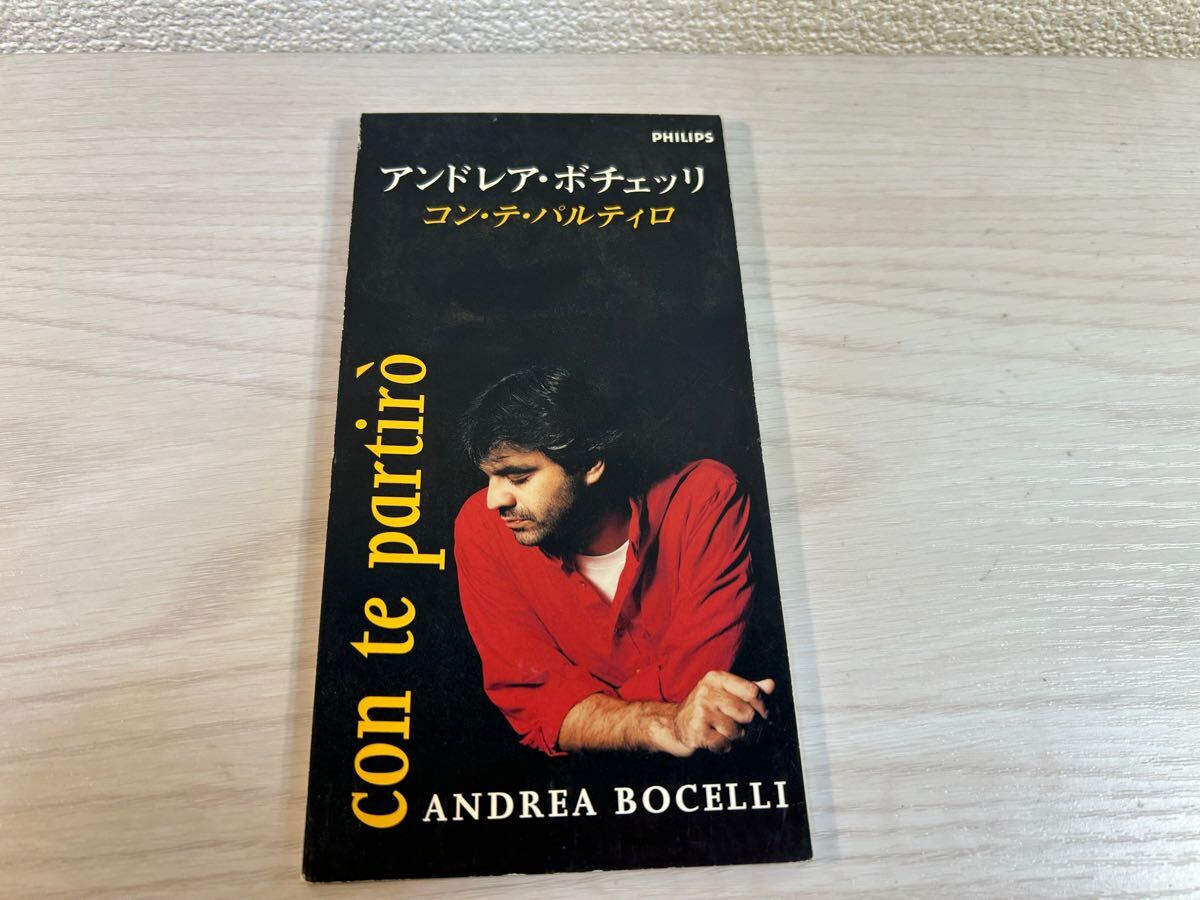 PHILIPS
アンドレア・ボチェッリ
コン・テ・パルティロ
con te partirò
ANDREA BOCELLI